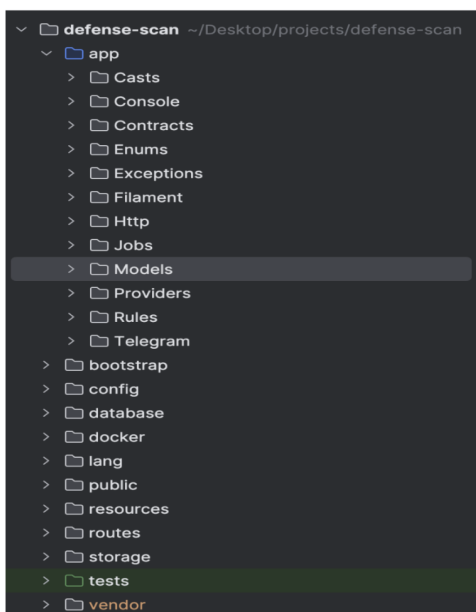 defense-scan ~/Desktop/projects/defense-scan
app
Casts
Console
Contracts
Enums
Exceptions
Filament
Http
Jobs
Models
Providers
Rules
Telegram
bootstrap
config
database
docker
lang
public
resources
routes
storage
tests
vendor